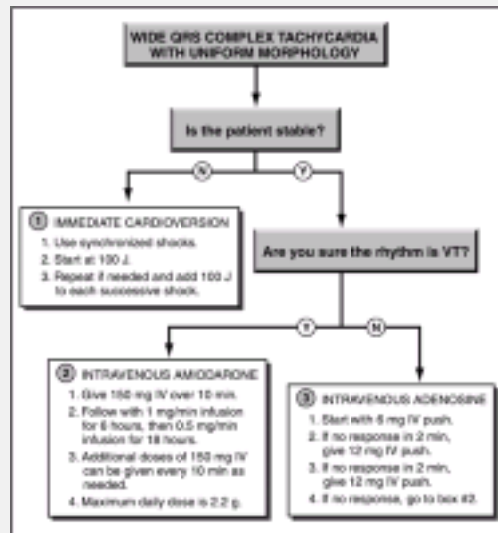 WIDE QRS COMPLEX TACHYCARDIA
WITH UNIFORM MORPHOLOGY
Is the patient stable?
N
Y
1 IMMEDIATE CARDIOVERSION
1. Use synchronized shocks.
2. Start at 100 J.
3. Repeat if needed and add 100 J
to each successive shock.
Are you sure the rhythm is VT?
Y
N
2 INTRAVENOUS AMIODARONE
1. Give 150 mg IV over 10 min.
2. Follow with 1 mg/min infusion
for 6 hours, then 0.5 mg/min
infusion for 18 hours.
3. Additional doses of 150 mg IV
can be given every 10 min as
needed.
4. Maximum daily dose is 2.2 g.
3 INTRAVENOUS ADENOSINE
1. Start with 6 mg IV push.
2. If no response in 2 min,
give 12 mg IV push.
3. If no response in 2 min,
give 12 mg IV push.
4. If no response, go to box #2.